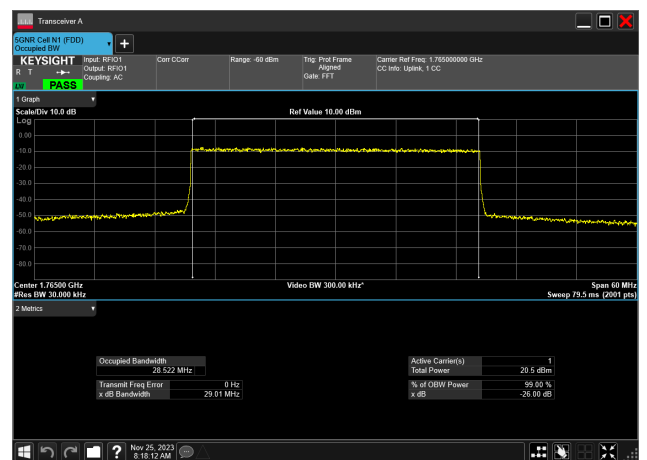 Transceiver A
5GNR Cell N1 (FDD)
Occupied BW
KEYSIGHT
R T
LV
PASS
Input: RFIO1
Output: RFIO1
Coupling: AC
Corr CCorr
Range: -60 dBm
Trig: Prot Frame
Aligned
Gate: FFT
Carrier Ref Freq: 1.765000000 GHz
CC Info: Uplink, 1 CC
1 Graph
Scale/Div 10.0 dB
Ref Value 10.00 dBm
Log
0.00
-10.0
-20.0
-30.0
-40.0
-50.0
-60.0
-70.0
-80.0
Center 1.76500 GHz
Video BW 300.00 kHz^
Span 60 MHz
#Res BW 30.000 kHz
Sweep 79.5 ms (2001 pts)
2 Metrics
Occupied Bandwidth
28.522 MHz
Transmit Freq Error 0 Hz
x dB Bandwidth 29.01 MHz
Active Carrier(s) 1
Total Power 20.5 dBm
% of OBW Power 99.00 %
x dB -26.00 dB
?
Nov 25, 2023
8:18:12 AM